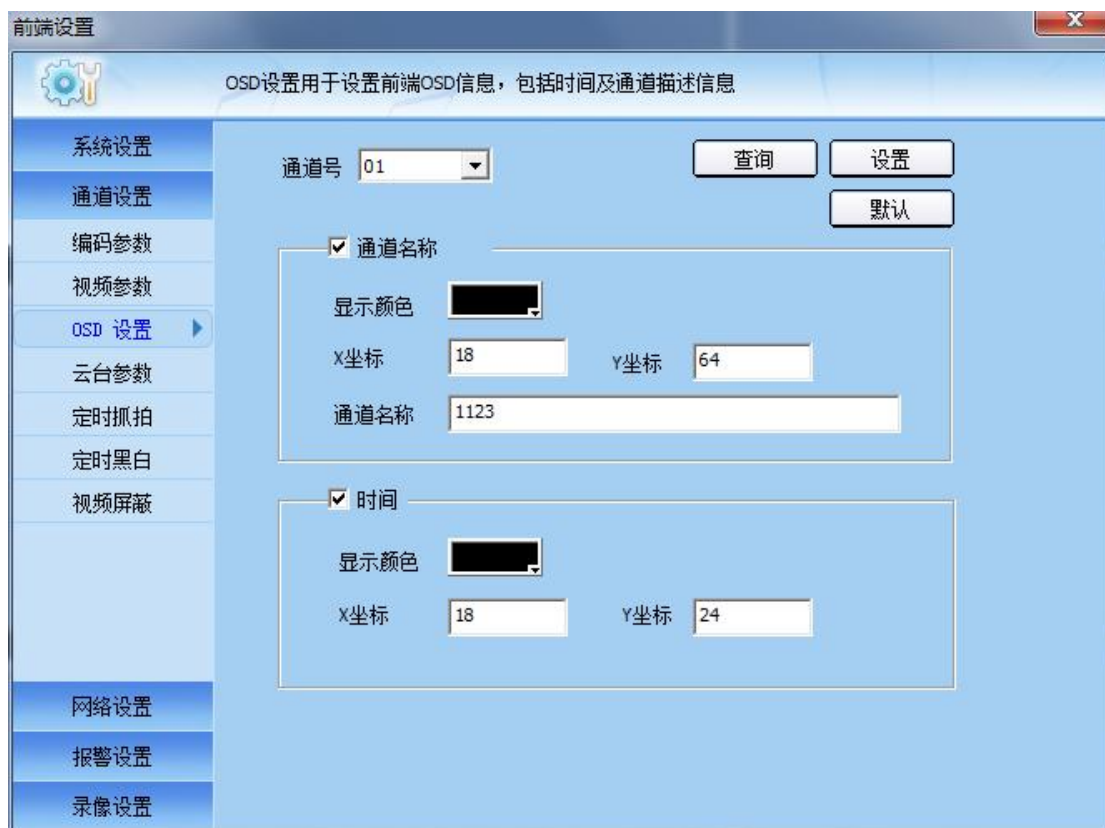 前端设置
OSD设置用于设置前端OSD信息，包括时间及通道描述信息
系统设置
通道设置
编码参数
视频参数
OSD 设置
云台参数
定时抓拍
定时黑白
视频屏蔽
网络设置
报警设置
录像设置
通道号 01
查询 设置
默认
通道名称
显示颜色
X坐标 18 Y坐标 64
通道名称 1123
时间
显示颜色
X坐标 18 Y坐标 24